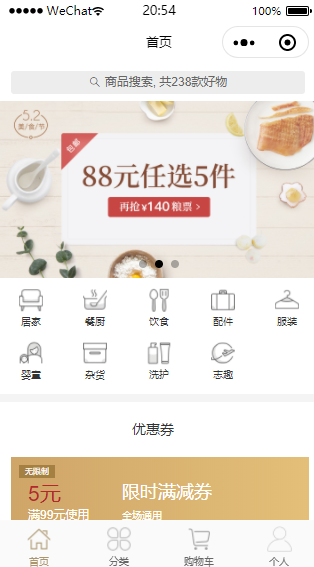 WeChat 20:54 100%
首页
商品搜索, 共238款好物
5.2
美/食/节
包邮
88元任选5件
再抢¥140粮票 >
居家 餐厨 饮食 配件 服装
婴童 杂货 洗护 志趣
优惠券
无限制
5元 限时满减券
满99元使用 全场通用
首页 分类 购物车 个人